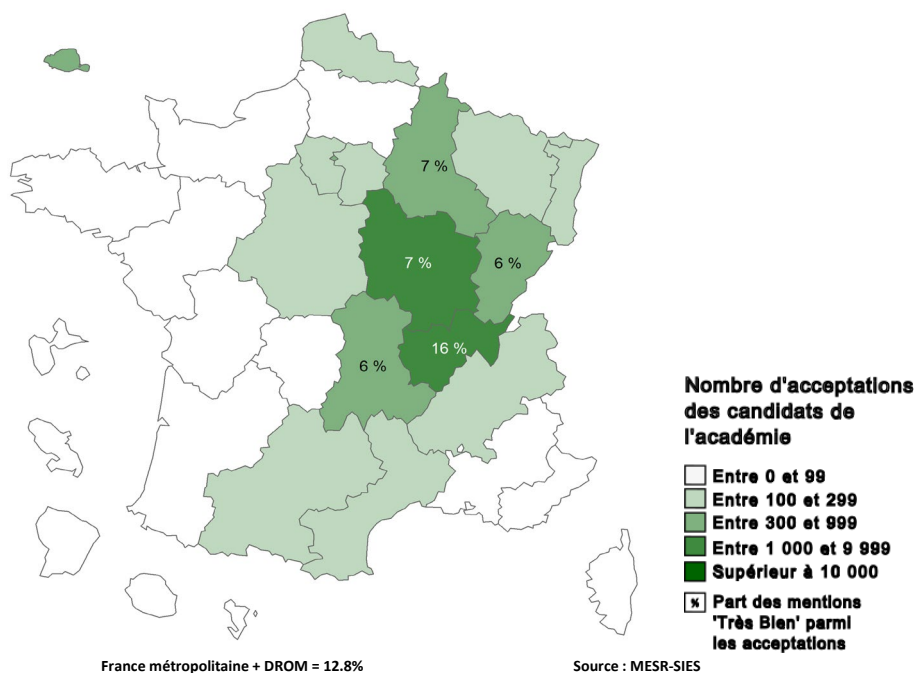 7 %
7 %
6 %
16 %
6 %
Nombre d'acceptations
des candidats de
l'académie
Entre 0 et 99
Entre 100 et 299
Entre 300 et 999
Entre 1 000 et 9 999
Supérieur à 10 000
% Part des mentions
'Très Bien' parmi
les acceptations
France métropolitaine + DROM = 12.8%
Source : MESR-SIES